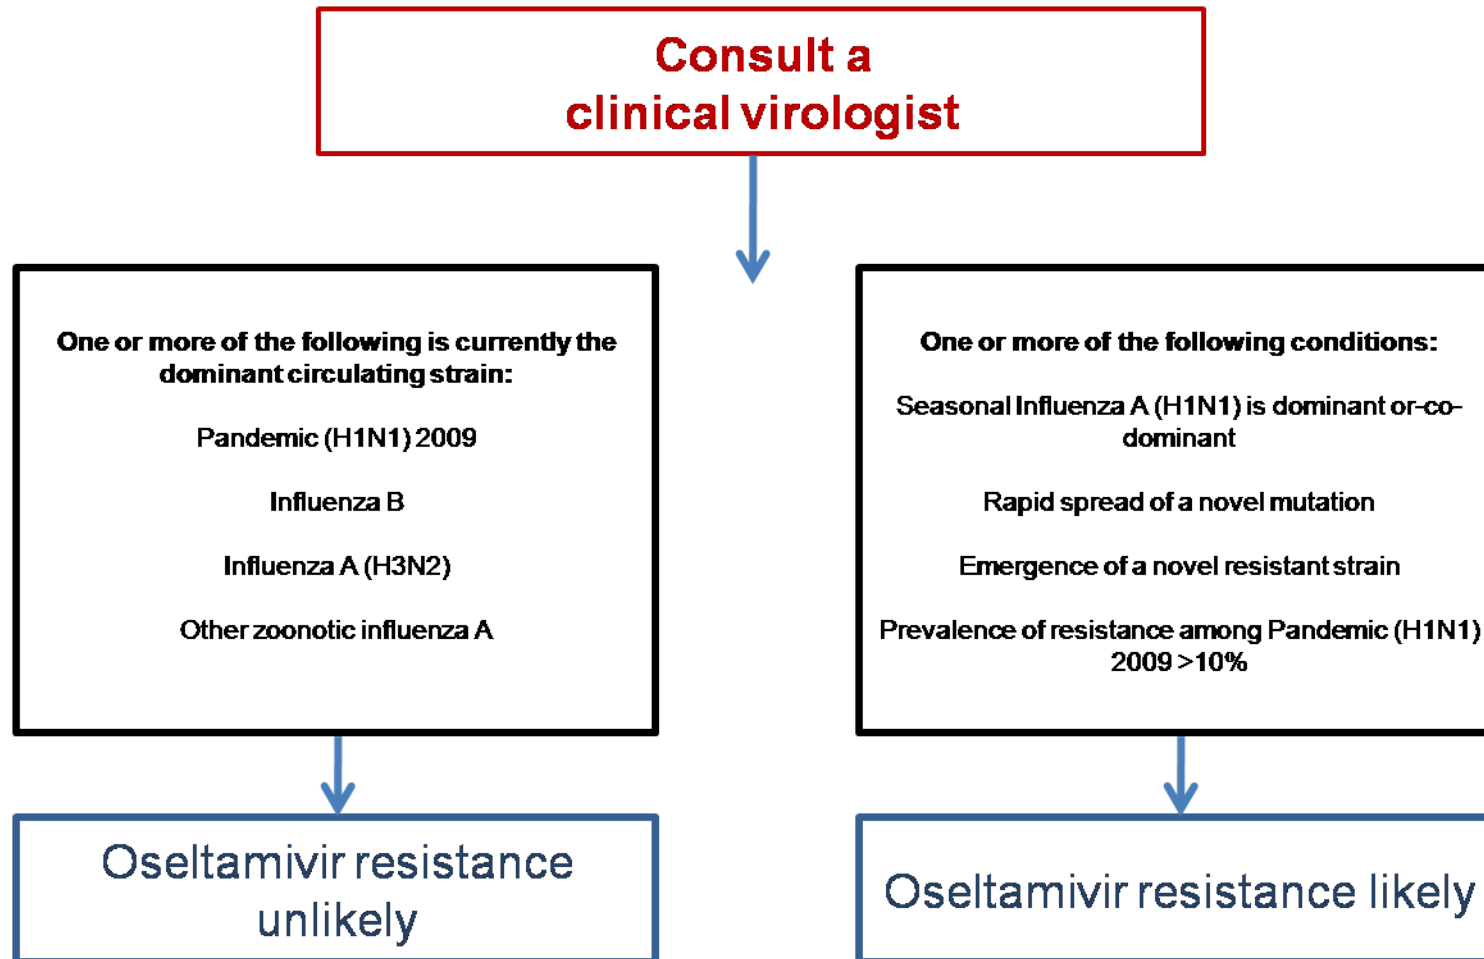 Consult a
clinical virologist
One or more of the following is currently the
dominant circulating strain:
Pandemic (H1N1) 2009
Influenza B
Influenza A (H3N2)
Other zoonotic influenza A
One or more of the following conditions:
Seasonal Influenza A (H1N1) is dominant or-co-
dominant
Rapid spread of a novel mutation
Emergence of a novel resistant strain
Prevalence of resistance among Pandemic (H1N1)
2009 >10%
Oseltamivir resistance
unlikely
Oseltamivir resistance likely